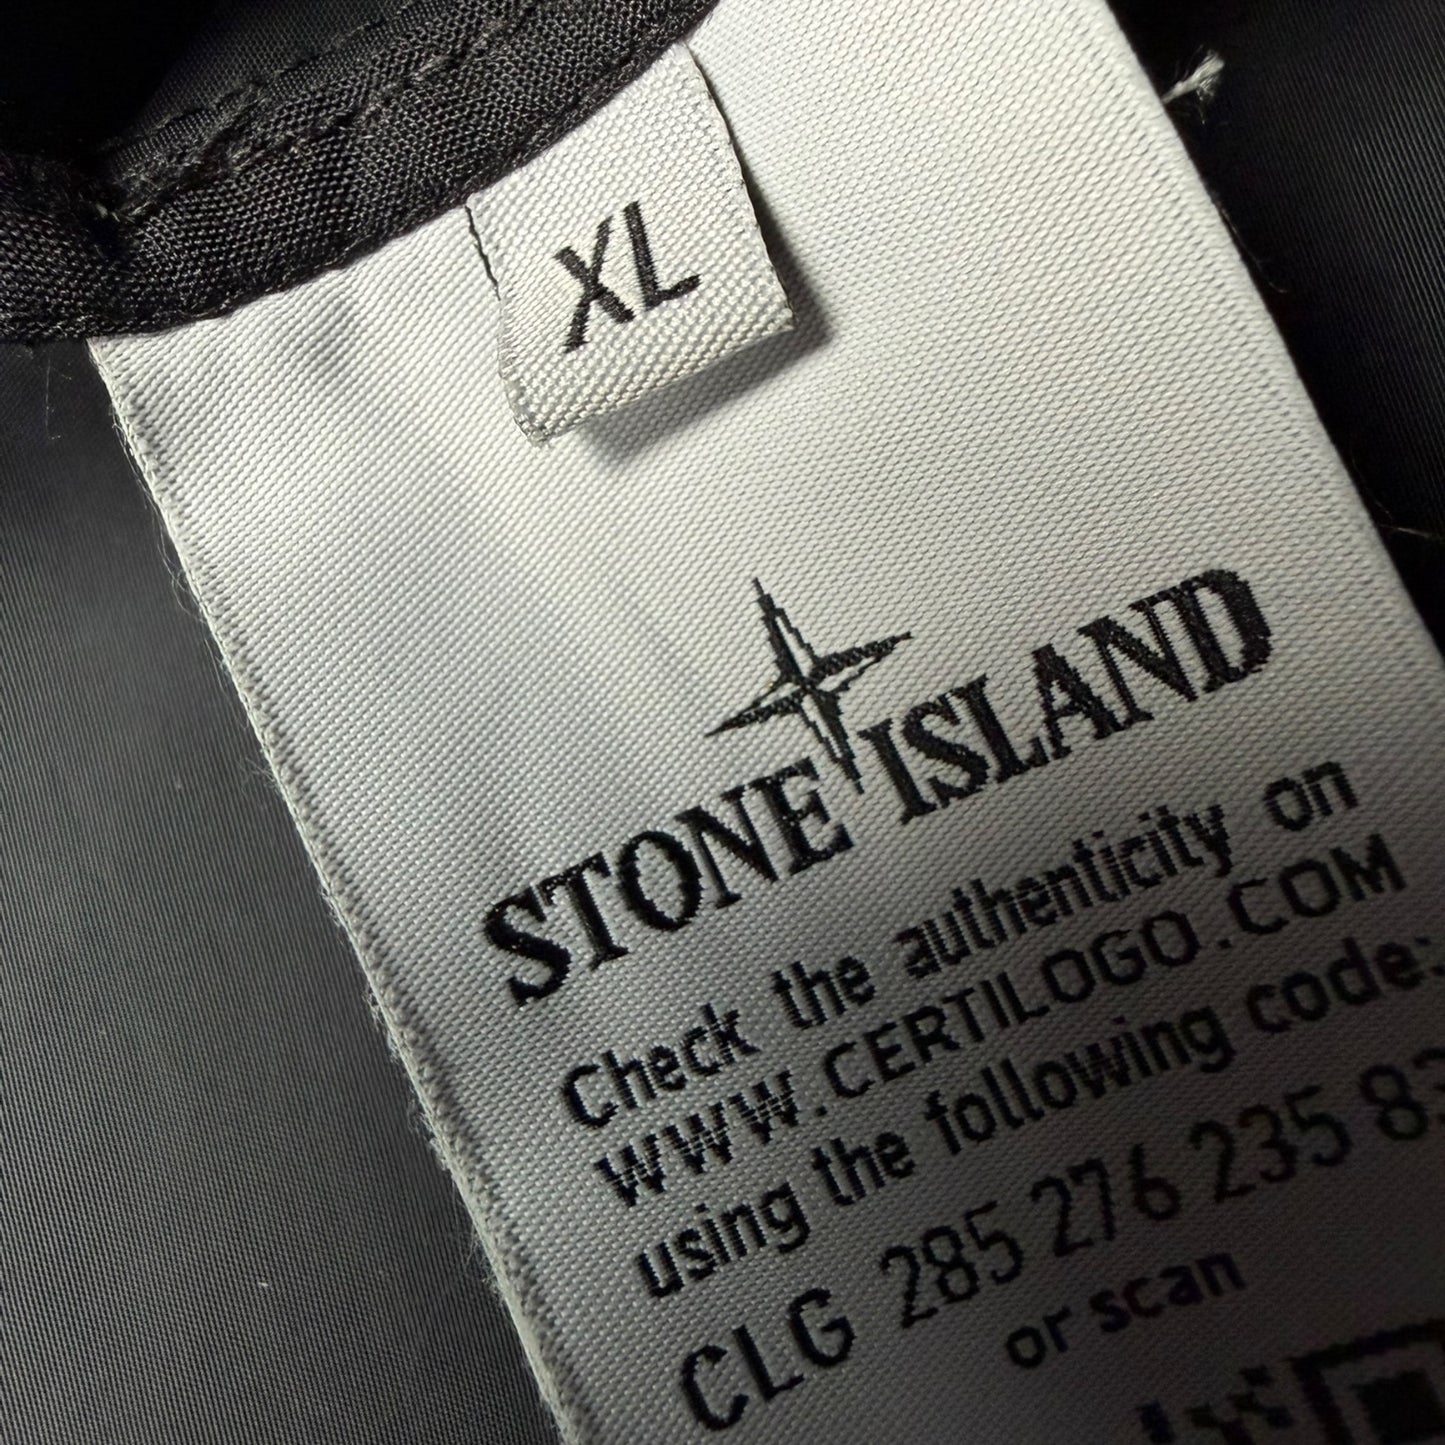 XL
STONE ISLAND
Check the authenticity on
WWW.CERTILOGO.COM
using the following code:
CLG 285 276 235 83
or scan